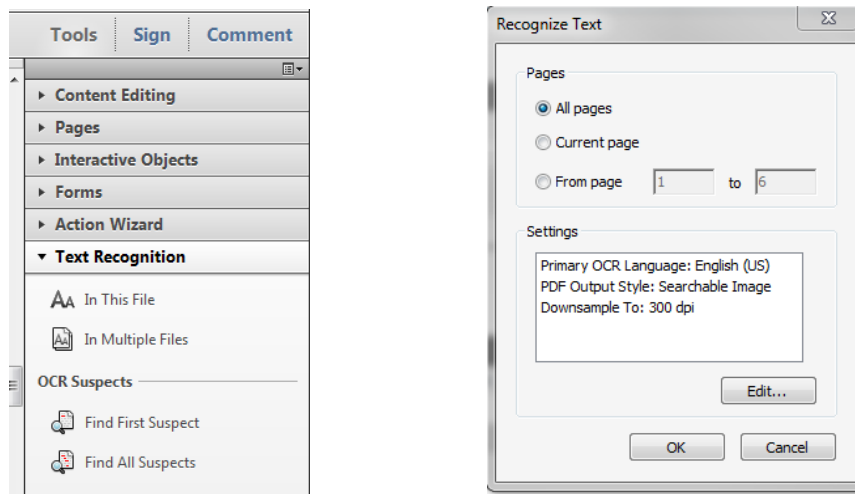 Tools Sign Comment
Content Editing
Pages
Interactive Objects
Forms
Action Wizard
Text Recognition
AA In This File
In Multiple Files
OCR Suspects
Find First Suspect
Find All Suspects
Recognize Text
Pages
All pages
Current page
From page 1 to 6
Settings
Primary OCR Language: English (US)
PDF Output Style: Searchable Image
Downsample To: 300 dpi
Edit...
OK Cancel